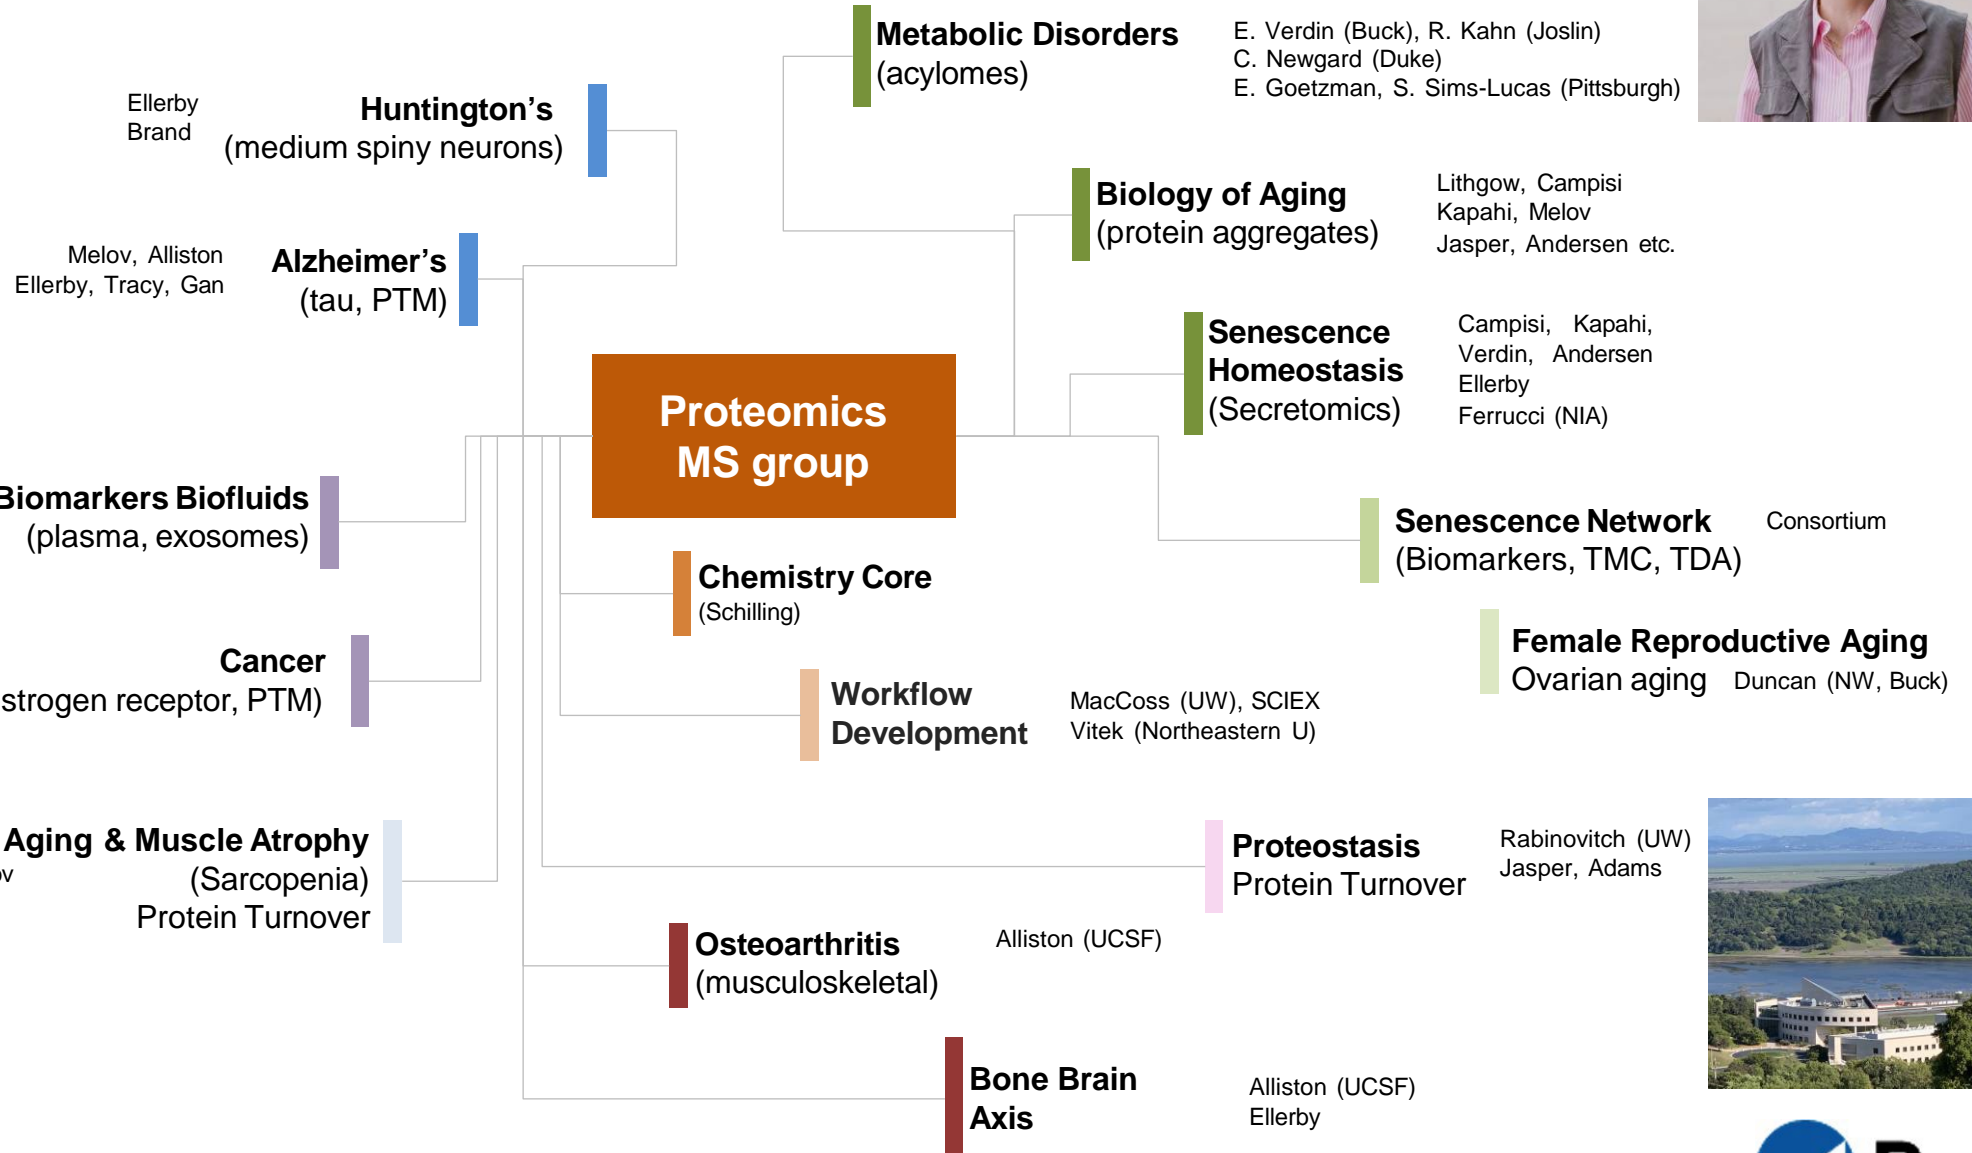 Metabolic Disorders
(acylomes)
E. Verdin (Buck), R. Kahn (Joslin)
C. Newgard (Duke)
E. Goetzman, S. Sims-Lucas (Pittsburgh)
Ellerby
Brand
Huntington's
(medium spiny neurons)
Biology of Aging
(protein aggregates)
Lithgow, Campisi
Kapahi, Melov
Jasper, Andersen etc.
Melov, Alliston
Ellerby, Tracy, Gan
Alzheimer's
(tau, PTM)
Senescence
Homeostasis
(Secretomics)
Campisi, Kapahi,
Verdin, Andersen
Ellerby
Ferrucci (NIA)
Proteomics
MS group
Biomarkers Biofluids
(plasma, exosomes)
Senescence Network
(Biomarkers, TMC, TDA)
Consortium
Chemistry Core
(Schilling)
Female Reproductive Aging
Ovarian aging
Duncan (NW, Buck)
Cancer
strogen receptor, PTM)
Workflow
Development
MacCoss (UW), SCIEX
Vitek (Northeastern U)
Aging & Muscle Atrophy
(Sarcopenia)
Protein Turnover
Proteostasis
Protein Turnover
Rabinovitch (UW)
Jasper, Adams
Osteoarthritis
(musculoskeletal)
Alliston (UCSF)
Bone Brain
Axis
Alliston (UCSF)
Ellerby